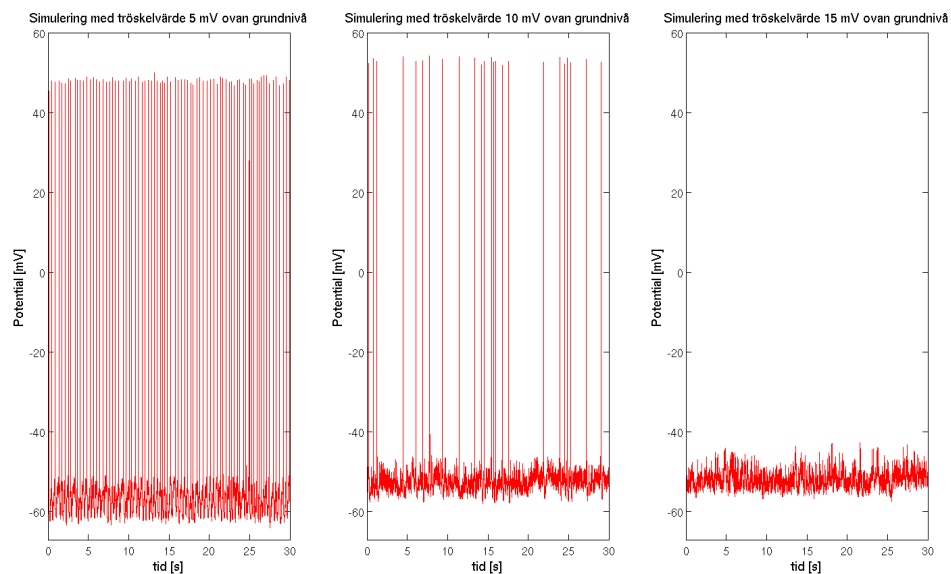 Simulering med tröskelvärde 5 mV ovan grundnivå
60
40
20
0
-20
-40
-60
Potential [mV]
0 5 10 15 20 25 30
tid [s]
Simulering med tröskelvärde 10 mV ovan grundnivå
60
40
20
0
-20
-40
-60
Potential [mV]
0 5 10 15 20 25 30
tid [s]
Simulering med tröskelvärde 15 mV ovan grundnivå
60
40
20
0
-20
-40
-60
Potential [mV]
0 5 10 15 20 25 30
tid [s]